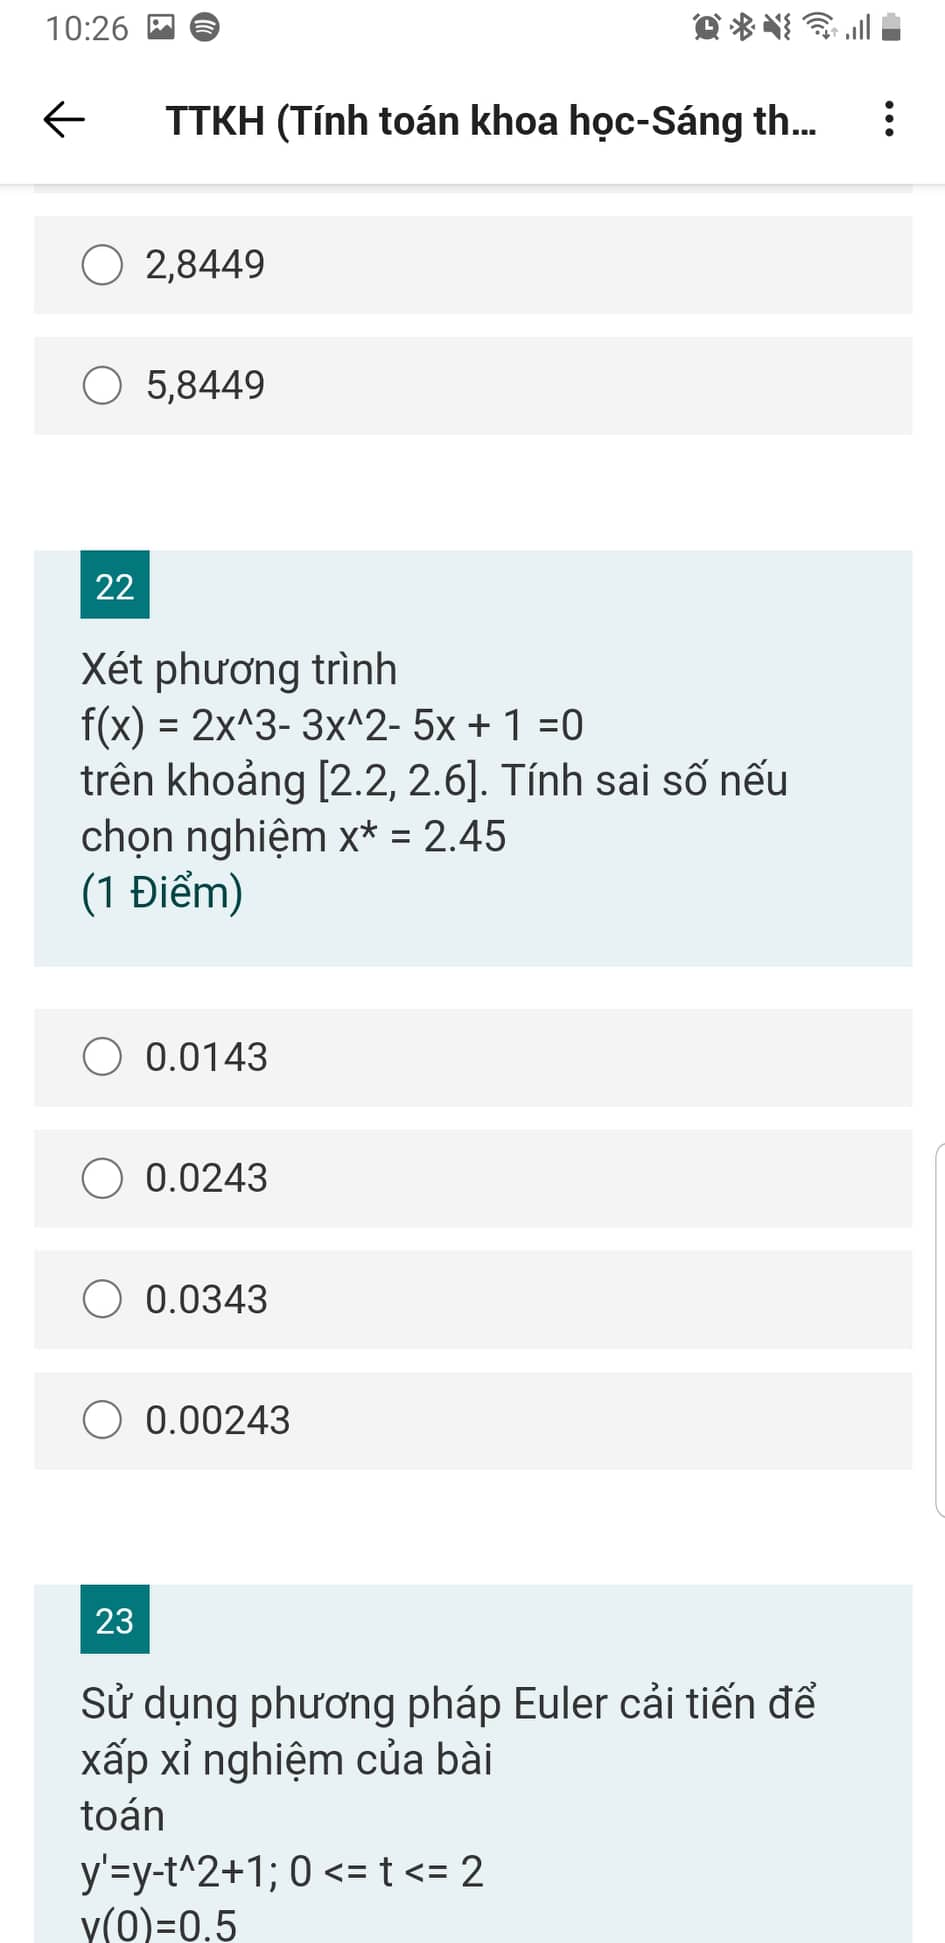 10:26
TTKH (Tính toán khoa học-Sáng th...
2,8449
5,8449
22
Xét phương trình
f(x) = 2x^3- 3x^2- 5x + 1 =0
trên khoảng [2.2, 2.6]. Tính sai số nếu
chọn nghiệm x* = 2.45
(1 Điểm)
0.0143
0.0243
0.0343
0.00243
23
Sử dụng phương pháp Euler cải tiến để
xấp xỉ nghiệm của bài
toán
y'=y-t^2+1; 0 <= t <= 2
y(0)=0.5